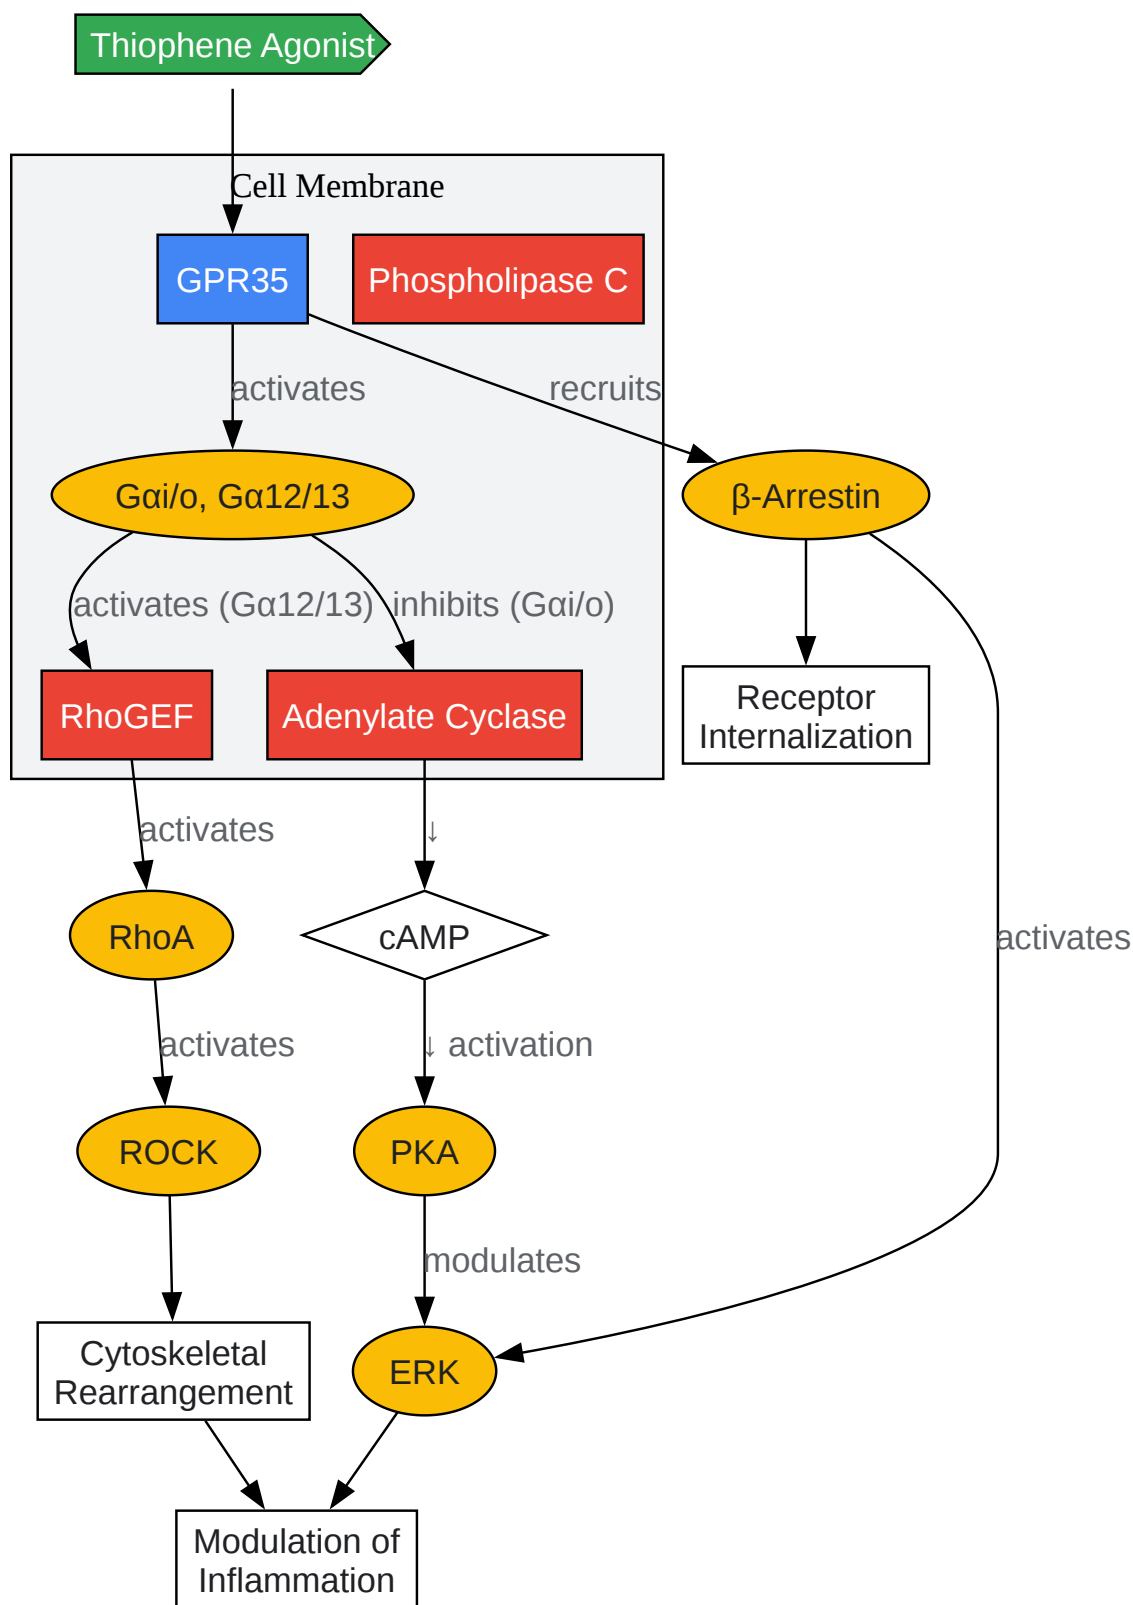 Thiophene Agonist
Cell Membrane
GPR35
Phospholipase C
activates
recruits
Gαi/o, Gα12/13
β-Arrestin
activates (Gα12/13)
inhibits (Gαi/o)
RhoGEF
Adenylate Cyclase
Receptor
Internalization
activates
↓
RhoA
cAMP
activates
activates
↓ activation
ROCK
PKA
modulates
Cytoskeletal
Rearrangement
ERK
Modulation of
Inflammation